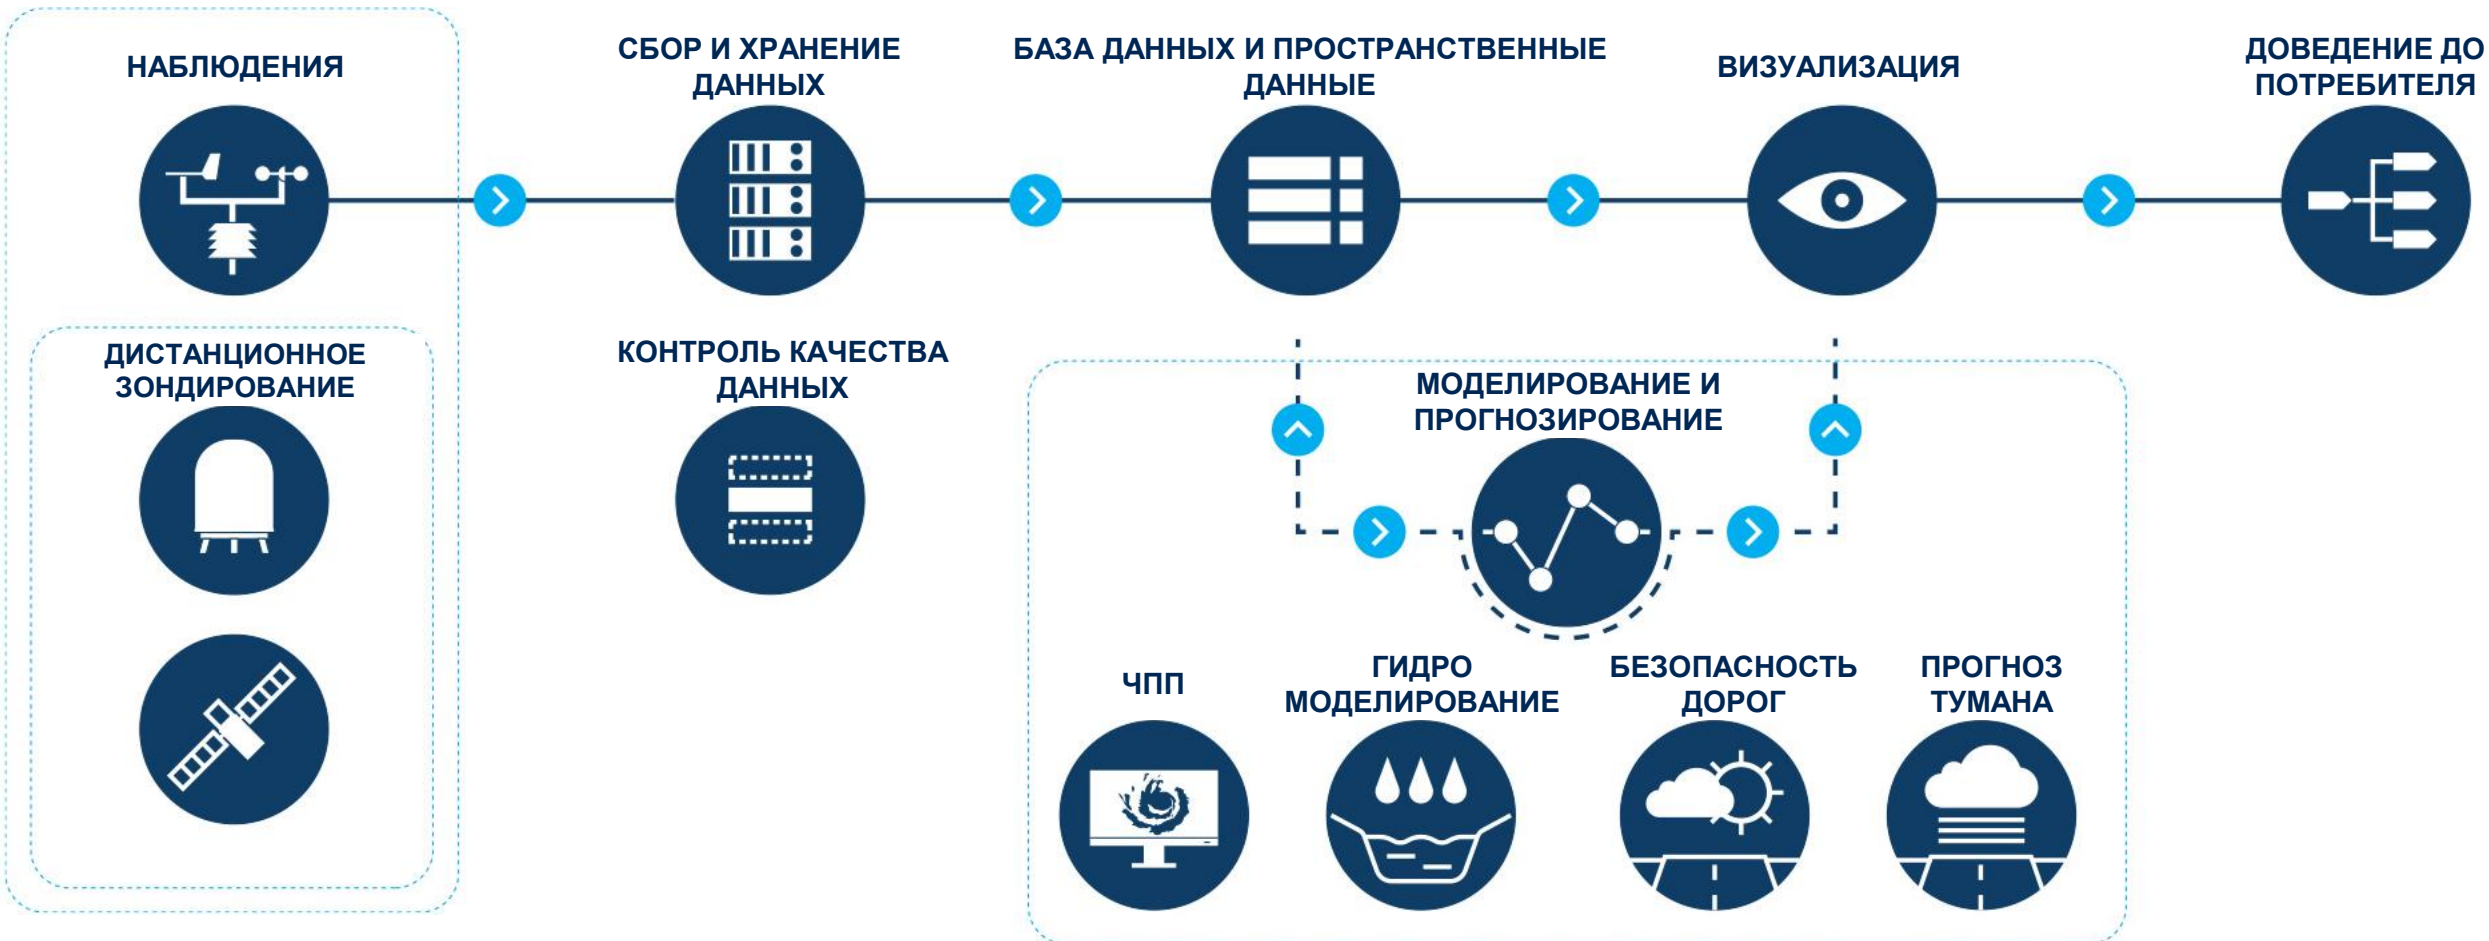 НАБЛЮДЕНИЯ
СБОР И ХРАНЕНИЕ
ДАННЫХ
БАЗА ДАННЫХ И ПРОСТРАНСТВЕННЫЕ
ДАННЫЕ
ВИЗУАЛИЗАЦИЯ
ДОВЕДЕНИЕ ДО
ПОТРЕБИТЕЛЯ
ДИСТАНЦИОННОЕ
ЗОНДИРОВАНИЕ
КОНТРОЛЬ КАЧЕСТВА
ДАННЫХ
МОДЕЛИРОВАНИЕ И
ПРОГНОЗИРОВАНИЕ
ЧПП
ГИДРО
МОДЕЛИРОВАНИЕ
БЕЗОПАСНОСТЬ
ДОРОГ
ПРОГНОЗ
ТУМАНА